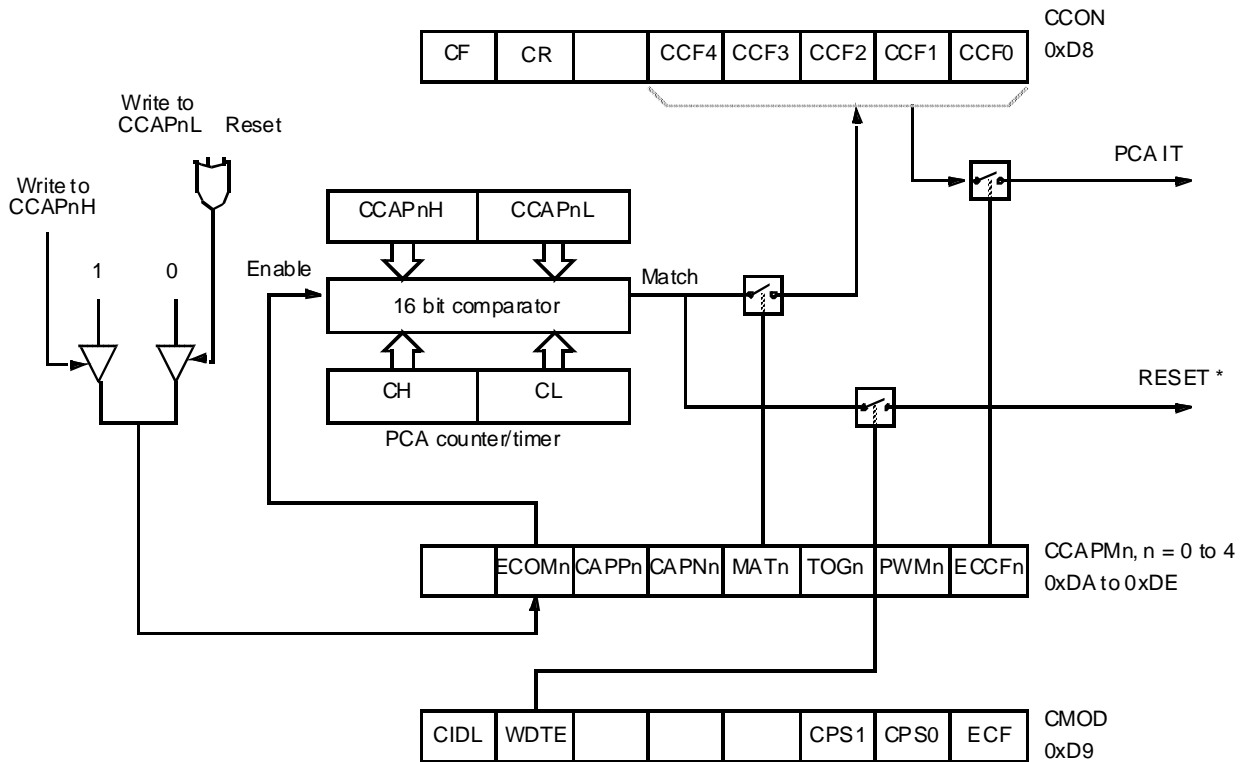 CF CR CCF4 CCF3 CCF2 CCF1 CCF0
CCON
0xD8
Write to
CCAPnL Reset
Write to
CCAPnH
PCA IT
CCAPnH CCAPnL
1 0
Enable
Match
16 bit comparator
CH CL
PCA counter/timer
RESET *
ECOMn CAPPn CAPNn MATn TOGn PWMn ECCFn
CCAPMn, n = 0 to 4
0xDA to 0xDE
CIDL WDTE CPS1 CPS0 ECF
CMOD
0xD9